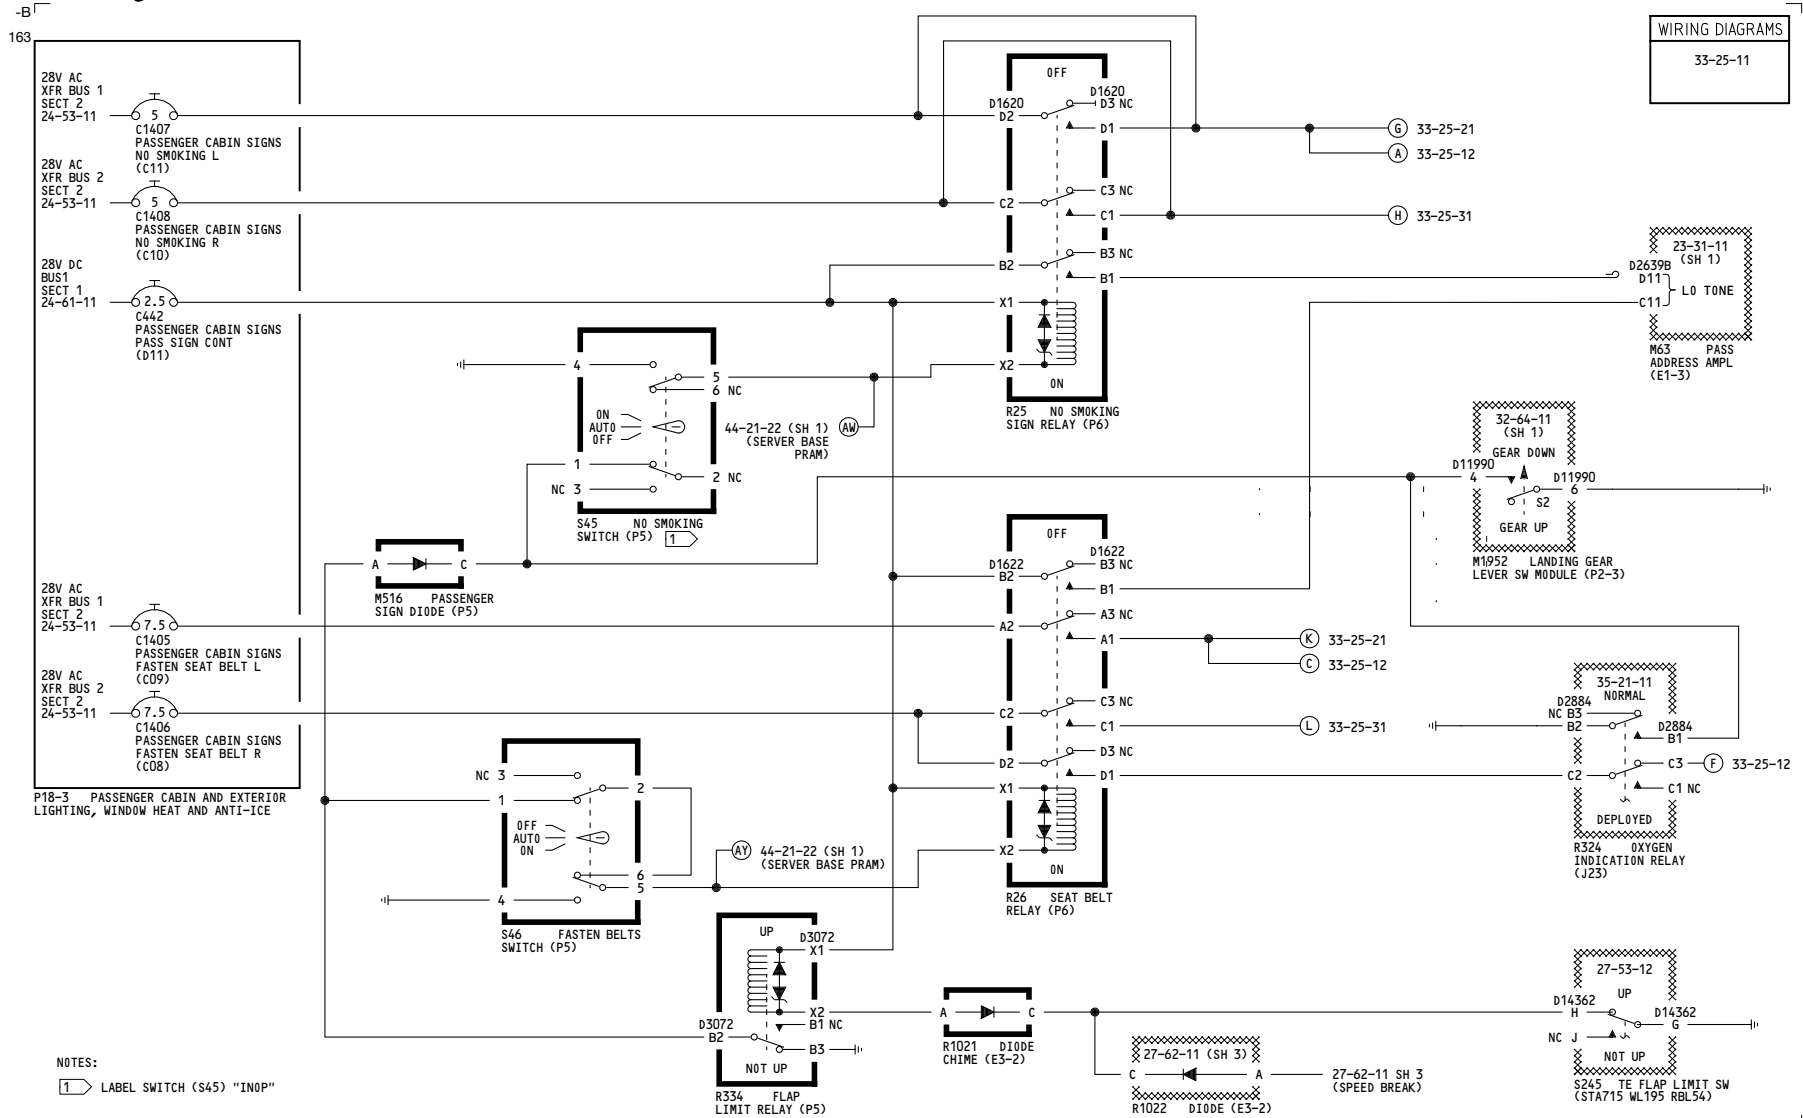 -B
163
WIRING DIAGRAMS
33-25-11
28V AC
XFR BUS 1
SECT 2
24-53-11
5
C1407
PASSENGER CABIN SIGNS
NO SMOKING L
(C11)
28V AC
XFR BUS 2
SECT 2
24-53-11
5
C1408
PASSENGER CABIN SIGNS
NO SMOKING R
(C10)
28V DC
BUS1
SECT 1
24-61-11
2.5
C442
PASSENGER CABIN SIGNS
PASS SIGN CONT
(D11)
28V AC
XFR BUS 1
SECT 2
24-53-11
7.5
C1405
PASSENGER CABIN SIGNS
FASTEN SEAT BELT L
(C09)
28V AC
XFR BUS 2
SECT 2
24-53-11
7.5
C1406
PASSENGER CABIN SIGNS
FASTEN SEAT BELT R
(C08)
P18-3 PASSENGER CABIN AND EXTERIOR
LIGHTING, WINDOW HEAT AND ANTI-ICE
OFF
D1620
D1620
D2
D3 NC
D1
C3 NC
C2
C1
B3 NC
B2
B1
X1
X2
ON
R25 NO SMOKING
SIGN RELAY (P6)
G 33-25-21
A 33-25-12
H 33-25-31
23-31-11
(SH 1)
D2639B
D11
LO TONE
C11
M63 PASS
ADDRESS AMPL
(E1-3)
4
5
6 NC
ON
AUTO
OFF
1
2 NC
NC 3
S45 NO SMOKING
SWITCH (P5) 1
44-21-22 (SH 1) AW
(SERVER BASE
PRAM)
A
C
M516 PASSENGER
SIGN DIODE (P5)
32-64-11
(SH 1)
GEAR DOWN
D11990
4
D11990
6
S2
GEAR UP
M1952 LANDING GEAR
LEVER SW MODULE (P2-3)
OFF
D1622
D1622
B3 NC
B2
B1
A3 NC
A2
A1
C3 NC
C2
C1
D3 NC
D2
D1
X1
X2
ON
R26 SEAT BELT
RELAY (P6)
K 33-25-21
C 33-25-12
L 33-25-31
35-21-11
NORMAL
D2884
NC B3
B2
D2884
B1
C3
F 33-25-12
C2
C1 NC
DEPLOYED
R324 OXYGEN
INDICATION RELAY
(J23)
NC 3
2
1
OFF
AUTO
ON
6
5
4
S46 FASTEN BELTS
SWITCH (P5)
AY 44-21-22 (SH 1)
(SERVER BASE PRAM)
UP
D3072
X1
X2
D3072
B1 NC
B2
B3
NOT UP
R334 FLAP
LIMIT RELAY (P5)
A
C
R1021 DIODE
CHIME (E3-2)
27-62-11 (SH 3)
C
A
27-62-11 SH 3
(SPEED BREAK)
R1022 DIODE (E3-2)
27-53-12
UP
D14362
H
D14362
G
NC J
NOT UP
S245 TE FLAP LIMIT SW
(STA715 WL195 RBL54)
NOTES:
1 LABEL SWITCH (S45) "INOP"